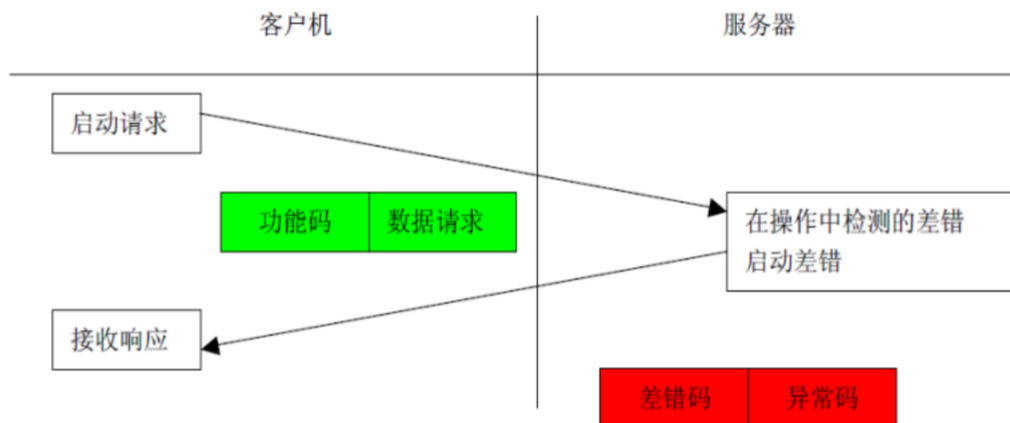 客户机
服务器
启动请求
功能码
数据请求
在操作中检测的差错
启动差错
接收响应
差错码
异常码